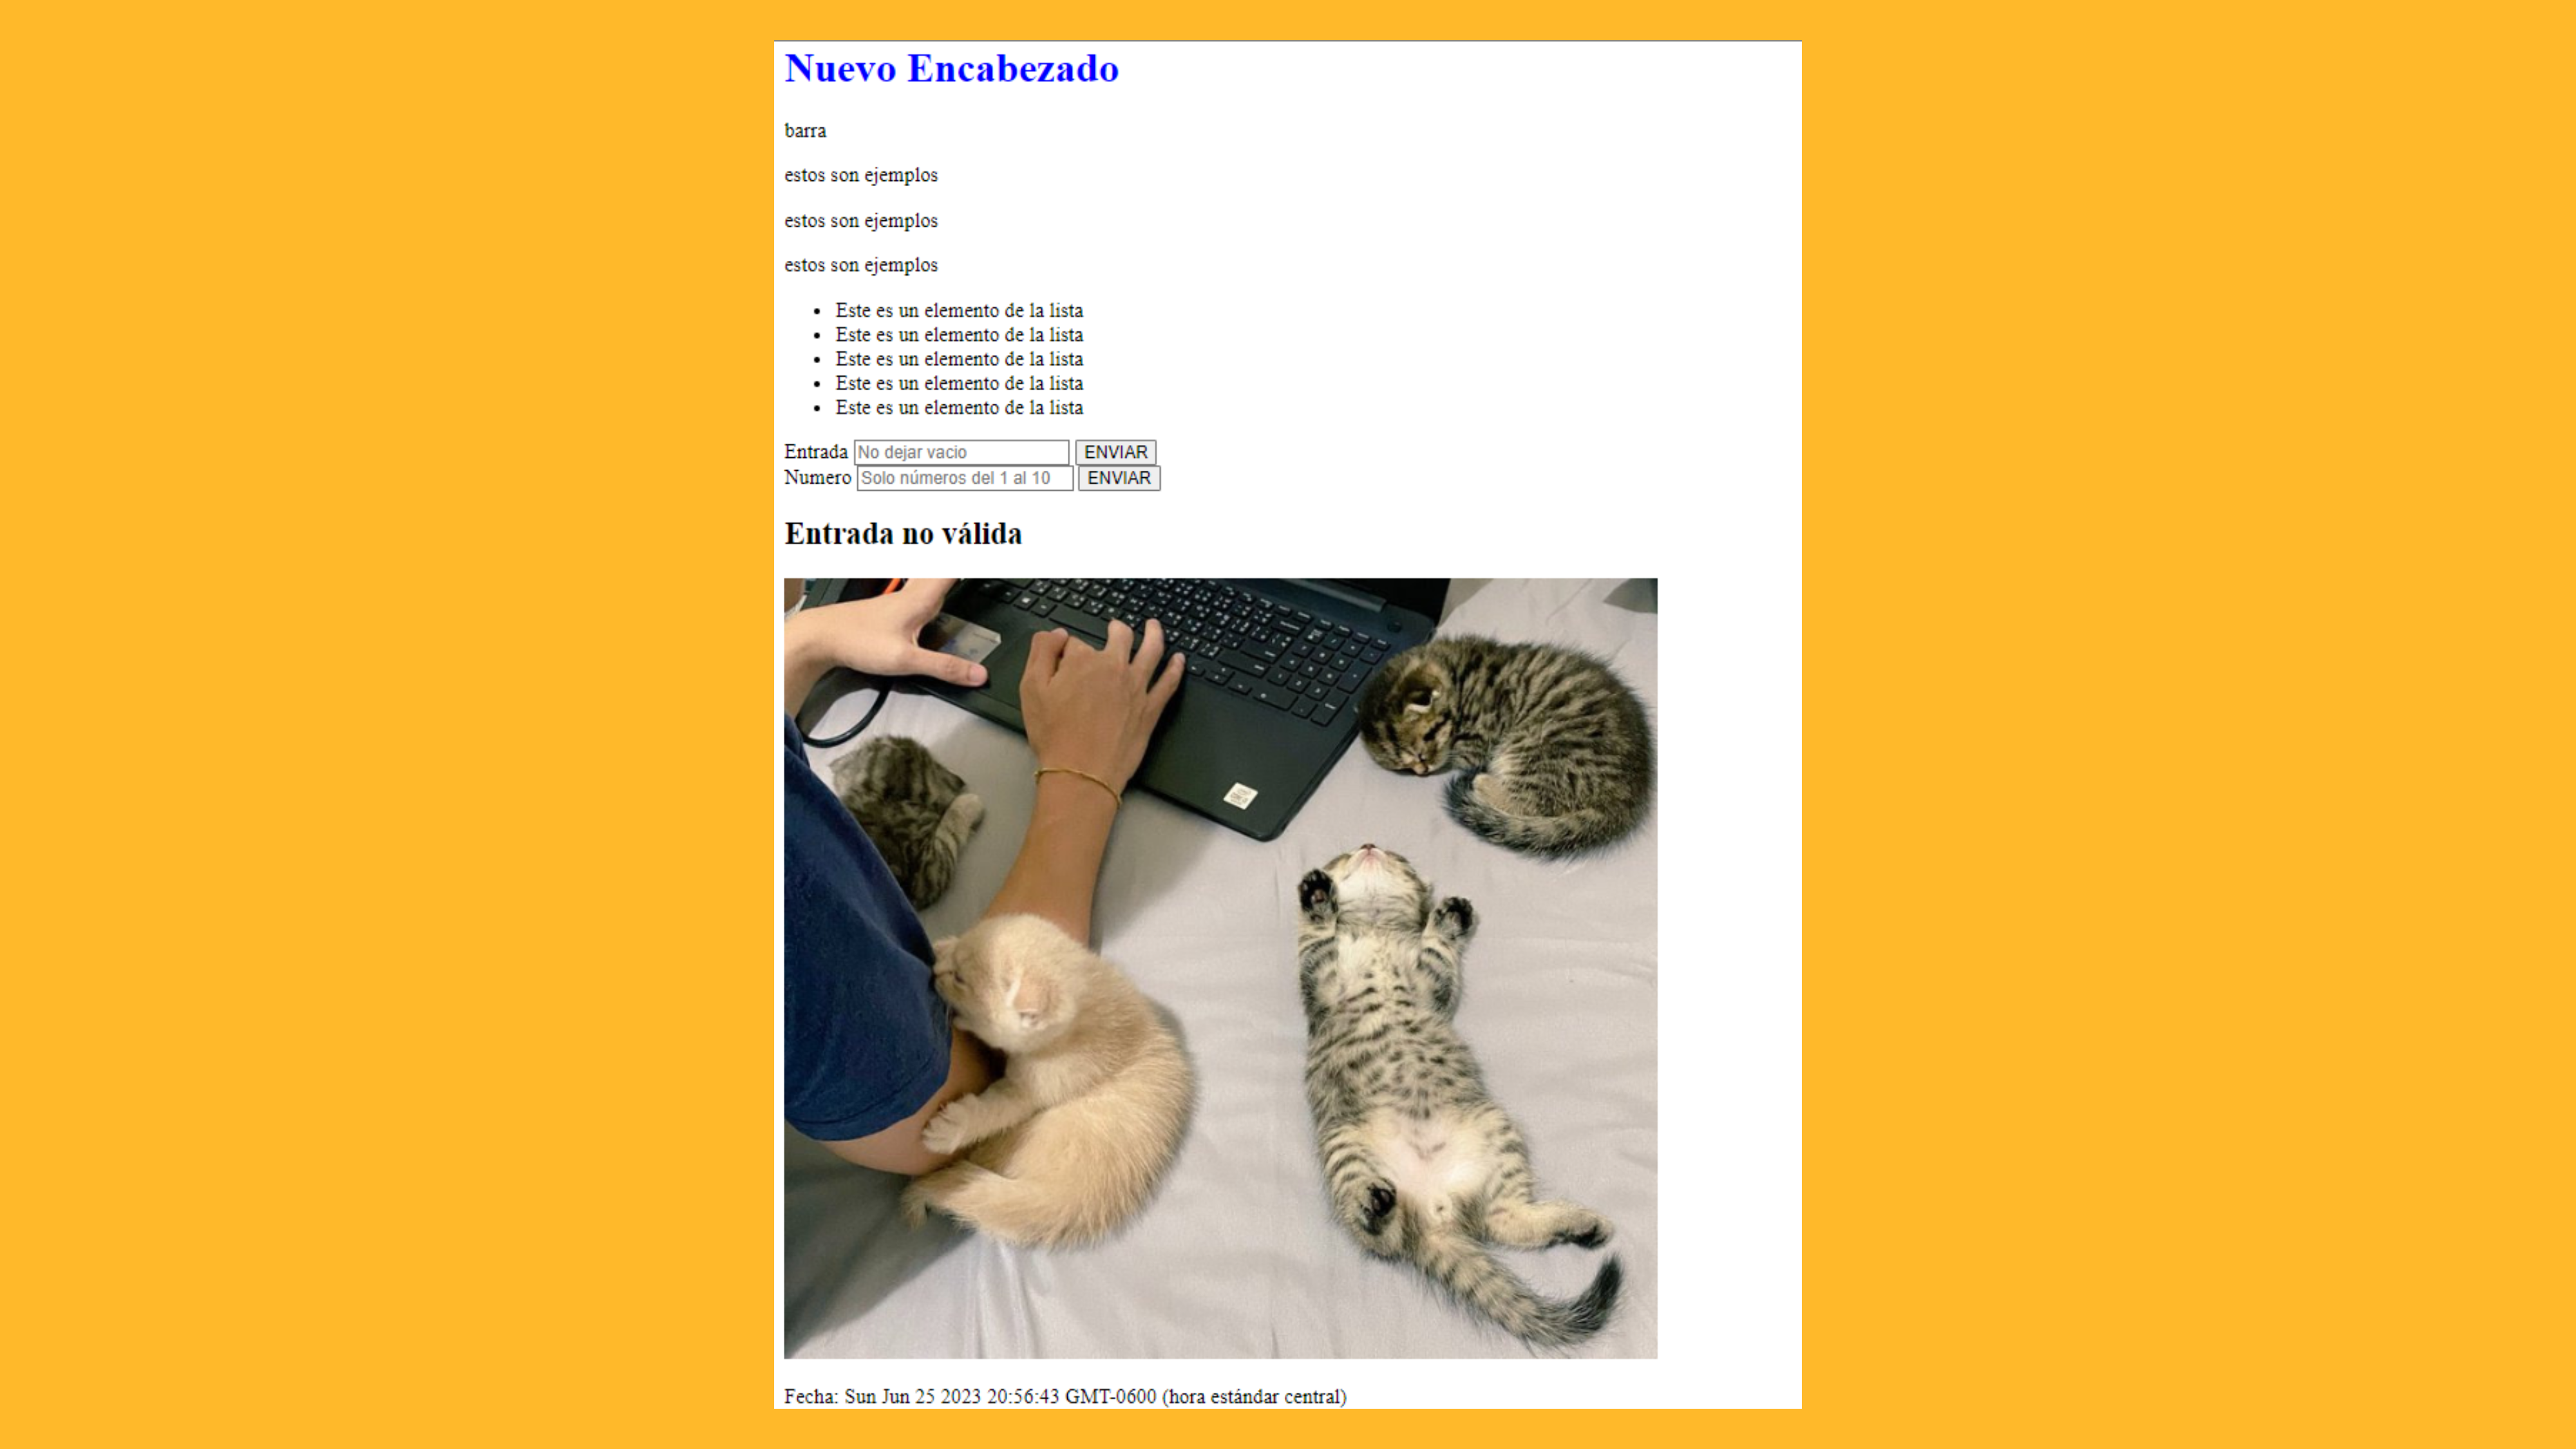 Nuevo Encabezado
barra
estos son ejemplos
estos son ejemplos
estos son ejemplos
• Este es un elemento de la lista
• Este es un elemento de la lista
• Este es un elemento de la lista
• Este es un elemento de la lista
• Este es un elemento de la lista
Entrada No dejar vacio ENVIAR
Numero Solo números del 1 al 10 ENVIAR
Entrada no válida
Fecha: Sun Jun 25 2023 20:56:43 GMT-0600 (hora estándar central)